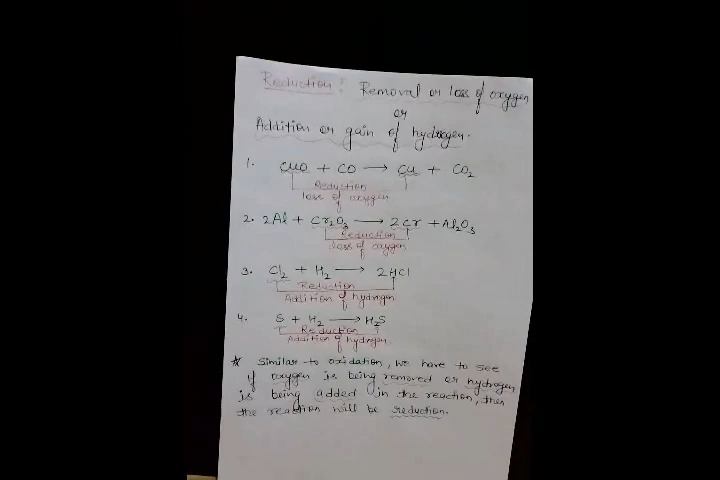 Reduction: Removal or loss of oxygen
or
Addition or gain of hydrogen.
1. CuO + CO → Cu + CO2
Reduction
loss of oxygen
2. 2Al + Cr2O3 → 2Cr + Al2O3
Reduction
loss of oxygen
3. Cl2 + H2 → 2HCl
Reduction
Addition of hydrogen
4. S + H2 → H2S
Reduction
Addition of hydrogen
* Similar to oxidation, we have to see
if oxygen is being removed or hydrogen
is being added in the reaction, then
the reaction will be reduction.